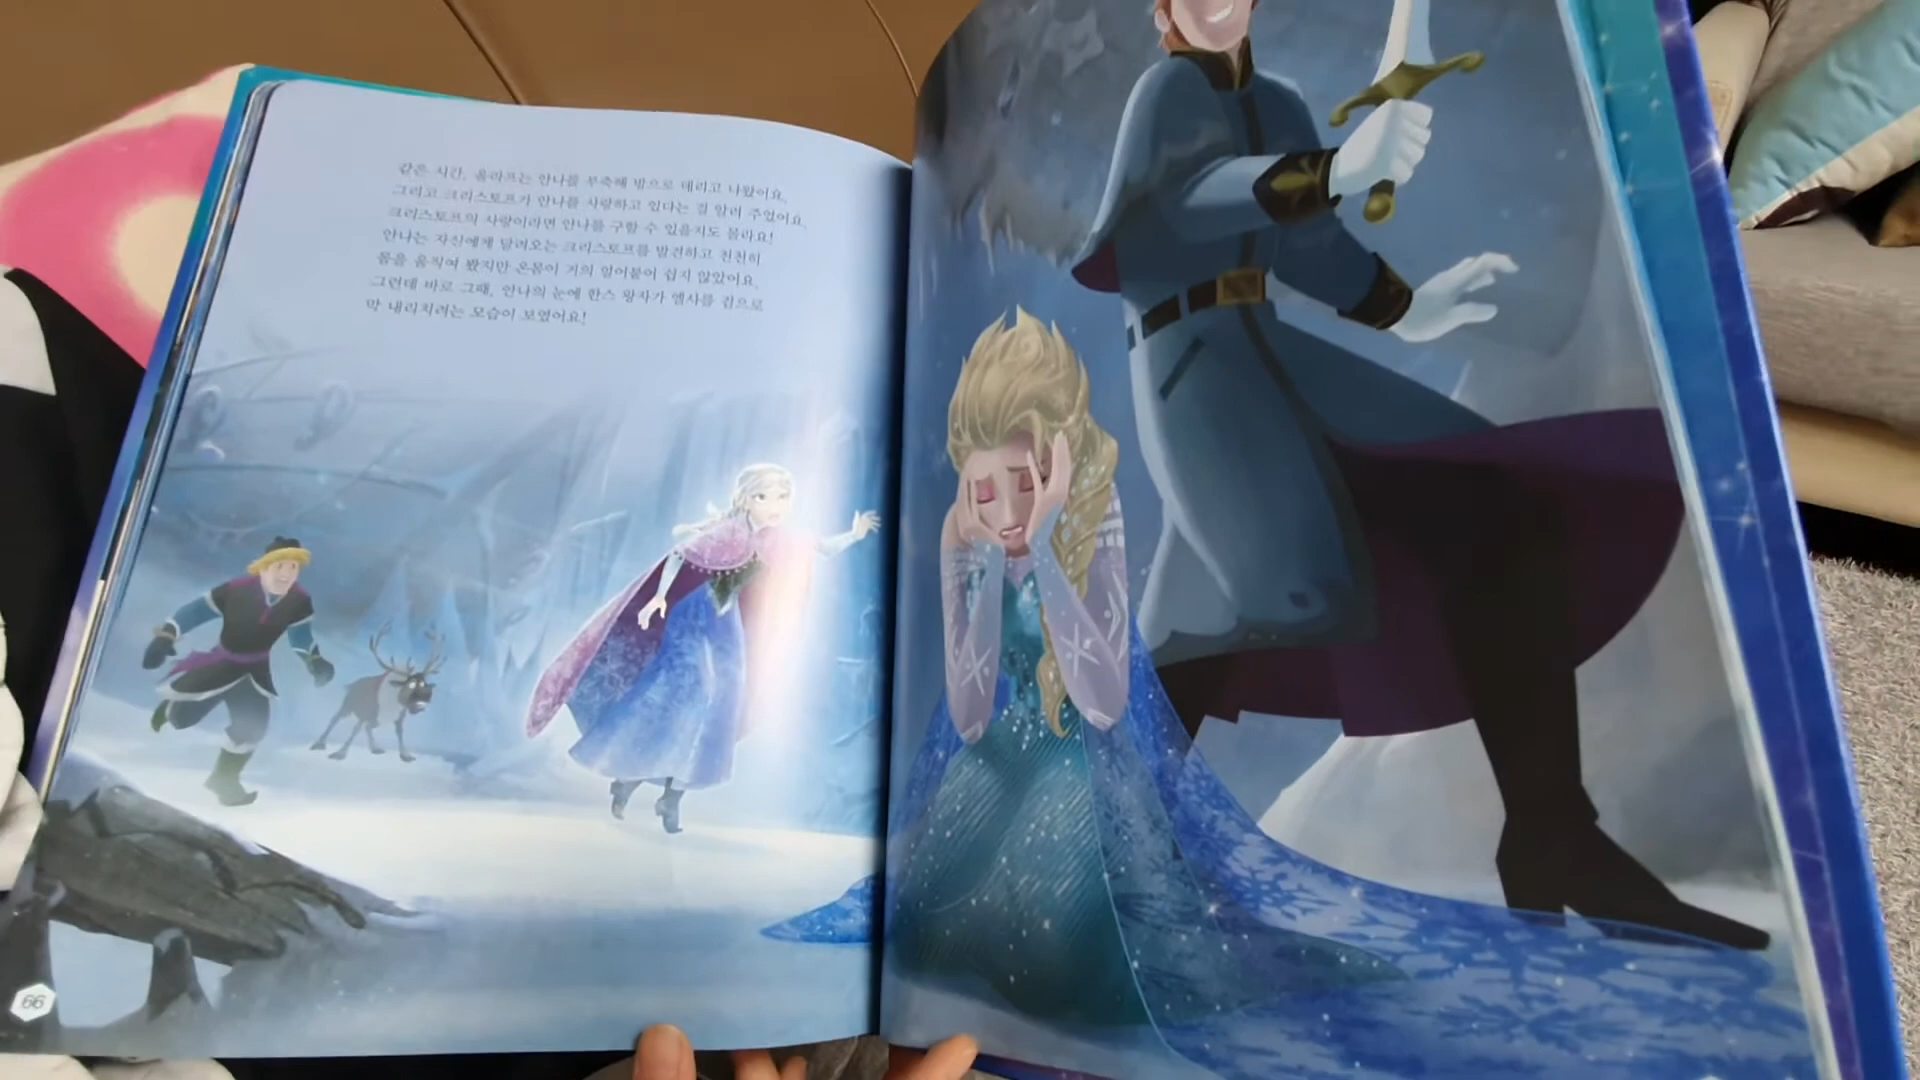 같은 시간, 올라프는 안나를 부축해 밖으로 데리고 나왔어요.
그리고 크리스토프가 안나를 사랑하고 있다는 걸 알려 주었어요.
크리스토프의 사랑이라면 안나를 구할 수 있을지도 몰라요!
안나는 자신에게 달려오는 크리스토프를 발견하고 천천히
몸을 움직여 봤지만 온몸이 거의 얼어붙어 쉽지 않았어요.
그런데 바로 그때, 안나의 눈에 한스 왕자가 엘사를 검으로
막 내리치려는 모습이 보였어요!
66